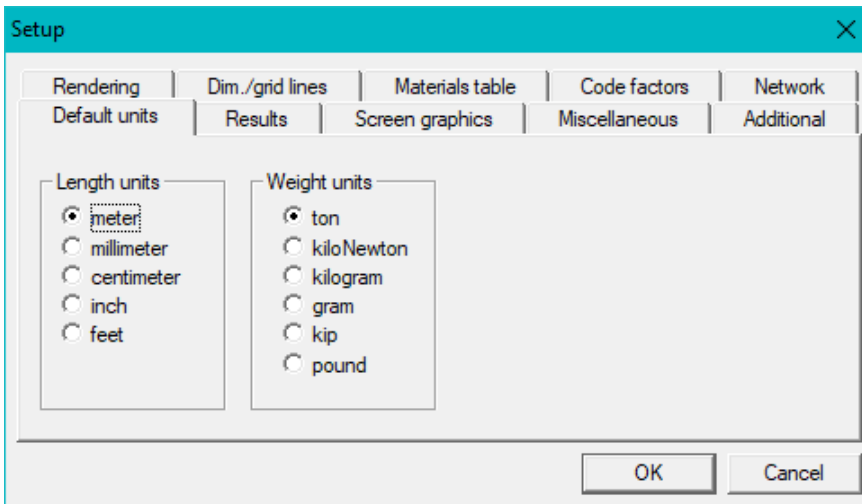 Setup
Rendering Dim./grid lines Materials table Code factors Network
Default units Results Screen graphics Miscellaneous Additional
Length units
meter
millimeter
centimeter
inch
feet
Weight units
ton
kiloNewton
kilogram
gram
kip
pound
OK Cancel